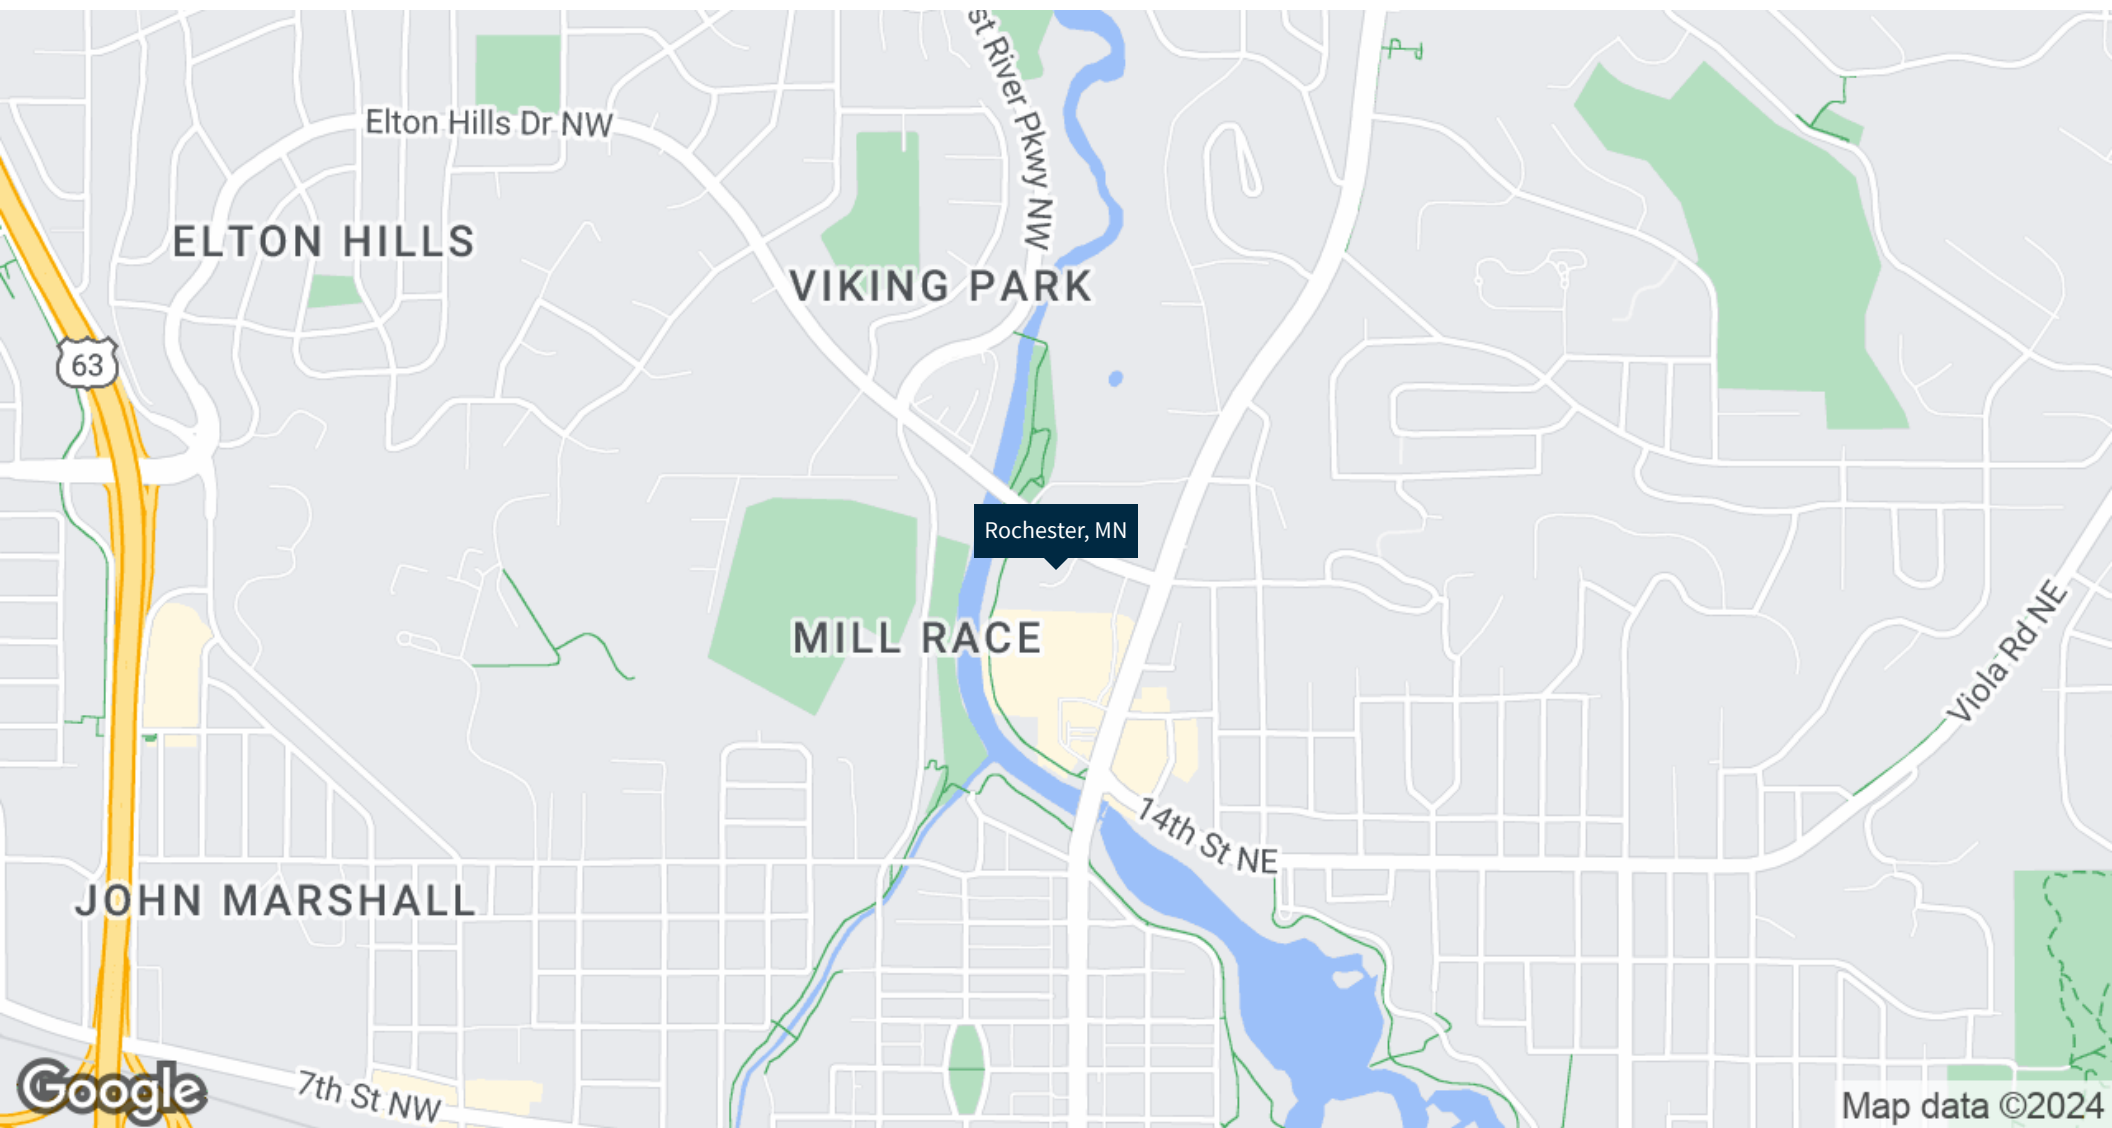 st River Pkwy NW
Elton Hills Dr NW
ELTON HILLS
VIKING PARK
63
Rochester, MN
MILL RACE
Viola Rd NE
14th St NE
JOHN MARSHALL
7th St NW
Google
Map data ©2024